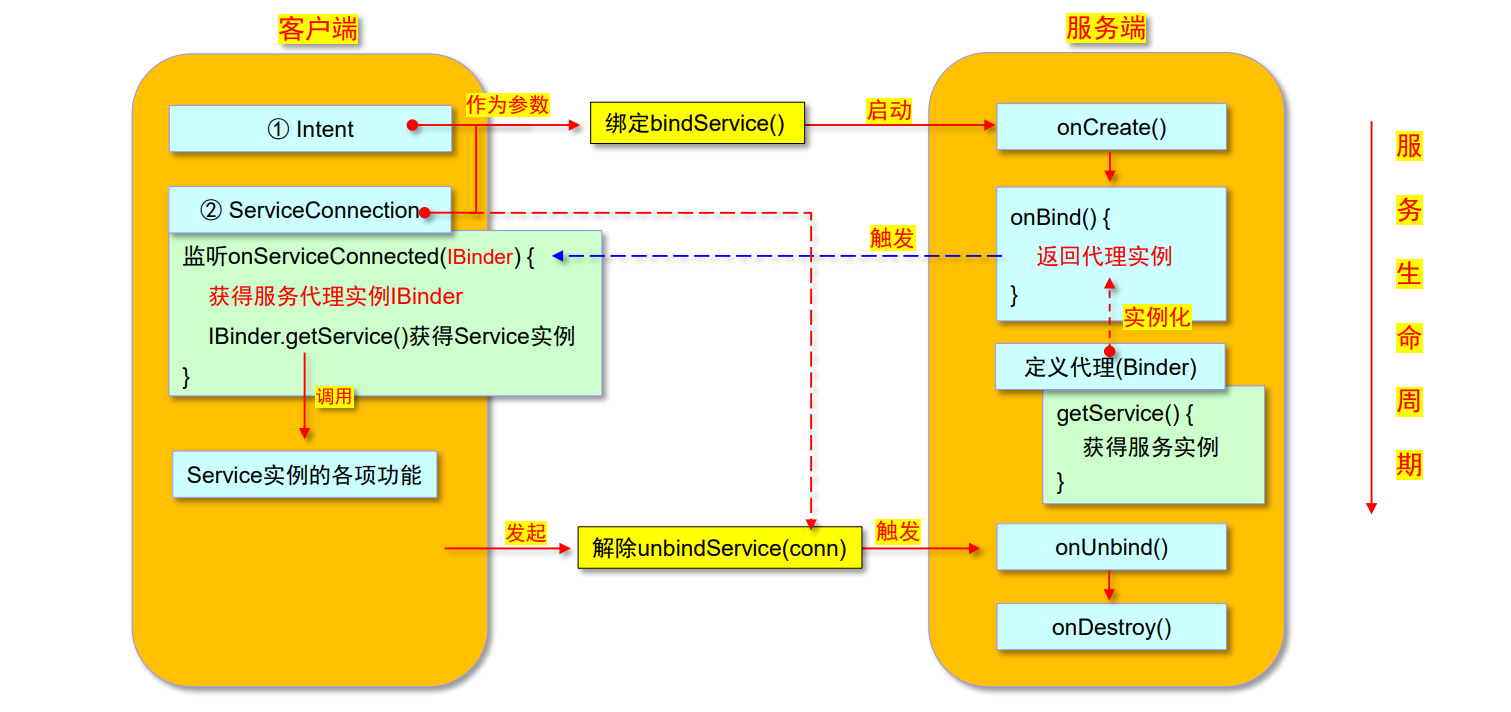 客户端
服务端
① Intent
作为参数
绑定bindService()
启动
onCreate()
② ServiceConnection
监听onServiceConnected(IBinder) {
获得服务代理实例IBinder
IBinder.getService()获得Service实例
}
调用
Service实例的各项功能
触发
onBind() {
返回代理实例
}
实例化
定义代理(Binder)
getService() {
获得服务实例
}
发起
解除unbindService(conn)
触发
onUnbind()
onDestroy()
服
务
生
命
周
期